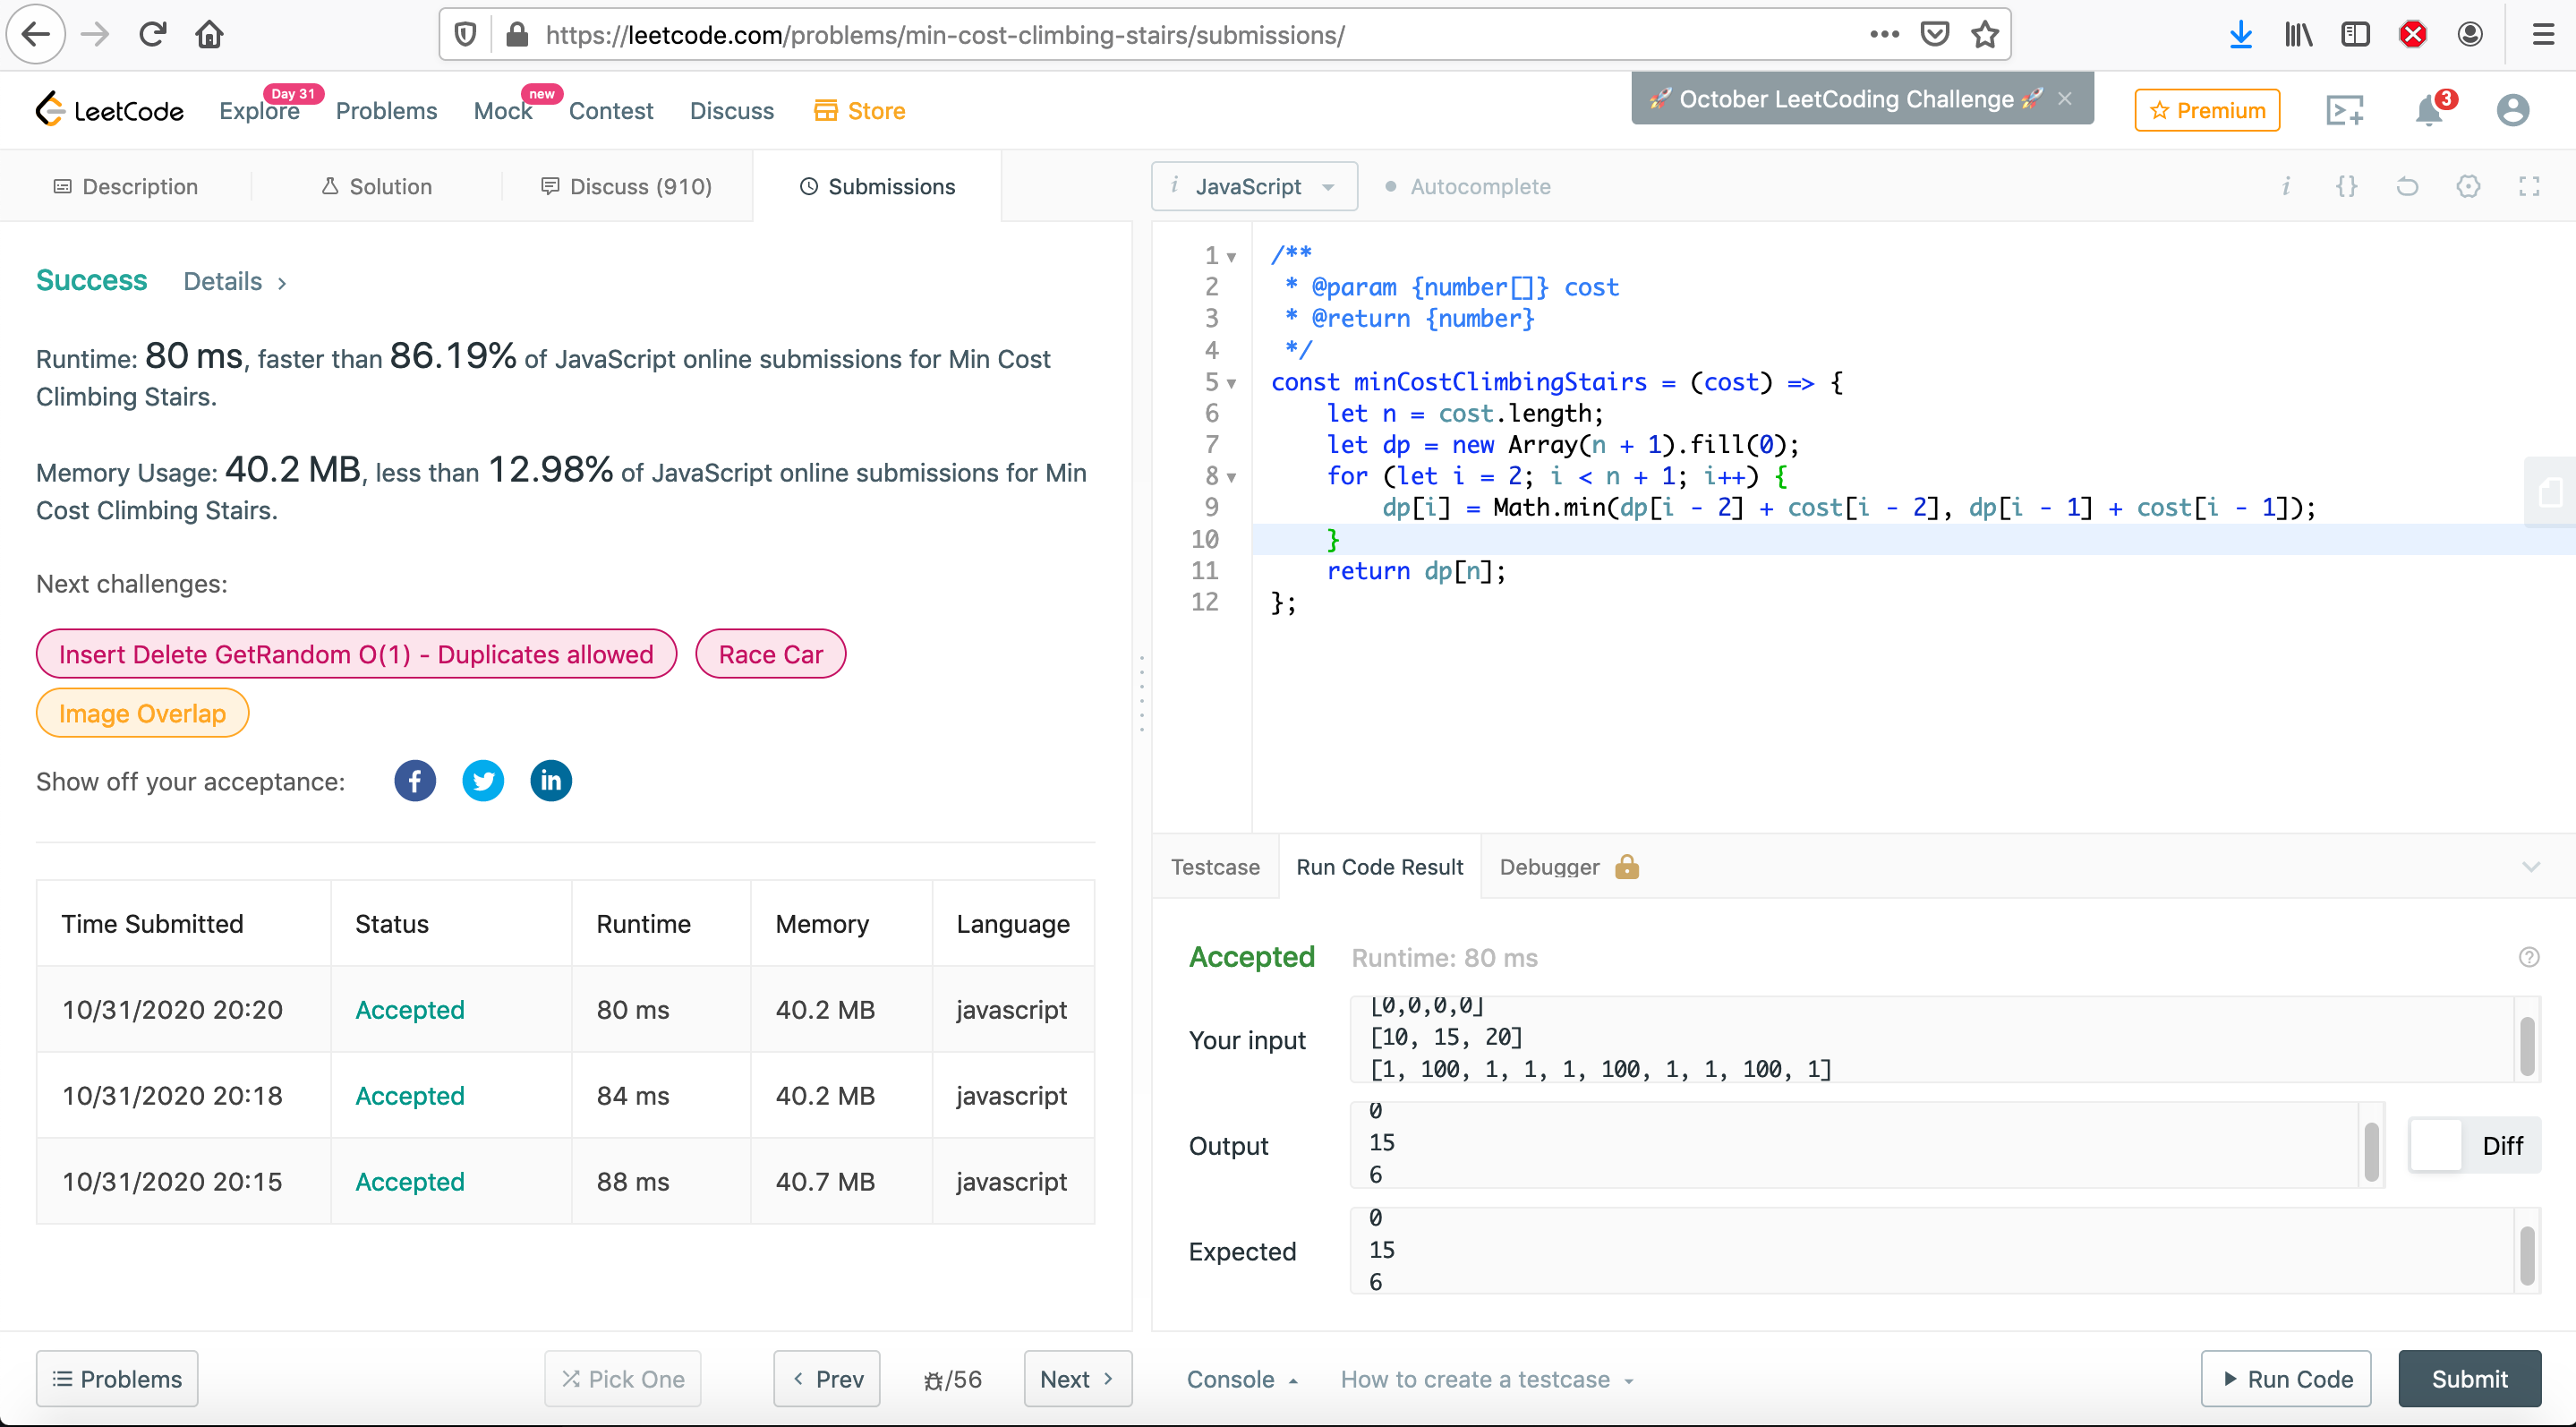 https://leetcode.com/problems/min-cost-climbing-stairs/submissions/
LeetCode
Explore
Day 31
Problems
Mock
new
Contest
Discuss
Store
🚀 October LeetCoding Challenge 🚀
Premium
3
Description
Solution
Discuss (910)
Submissions
Success
Details
Runtime: 80 ms, faster than 86.19% of JavaScript online submissions for Min Cost
Climbing Stairs.
Memory Usage: 40.2 MB, less than 12.98% of JavaScript online submissions for Min
Cost Climbing Stairs.
Next challenges:
Insert Delete GetRandom O(1) - Duplicates allowed
Race Car
Image Overlap
Show off your acceptance:
Time Submitted Status Runtime Memory Language
10/31/2020 20:20 Accepted 80 ms 40.2 MB javascript
10/31/2020 20:18 Accepted 84 ms 40.2 MB javascript
10/31/2020 20:15 Accepted 88 ms 40.7 MB javascript
Problems
Pick One
Prev
/56
Next
i JavaScript
Autocomplete
i {}
1 /**
2  * @param {number[]} cost
3  * @return {number}
4  */
5 const minCostClimbingStairs = (cost) => {
6     let n = cost.length;
7     let dp = new Array(n + 1).fill(0);
8     for (let i = 2; i < n + 1; i++) {
9         dp[i] = Math.min(dp[i - 2] + cost[i - 2], dp[i - 1] + cost[i - 1]);
10     }
11     return dp[n];
12 };
Testcase
Run Code Result
Debugger
Accepted
Runtime: 80 ms
Your input
[0,0,0,0]
[10, 15, 20]
[1, 100, 1, 1, 1, 100, 1, 1, 100, 1]
Output
0
15
6
Diff
Expected
0
15
6
Console
How to create a testcase
Run Code
Submit